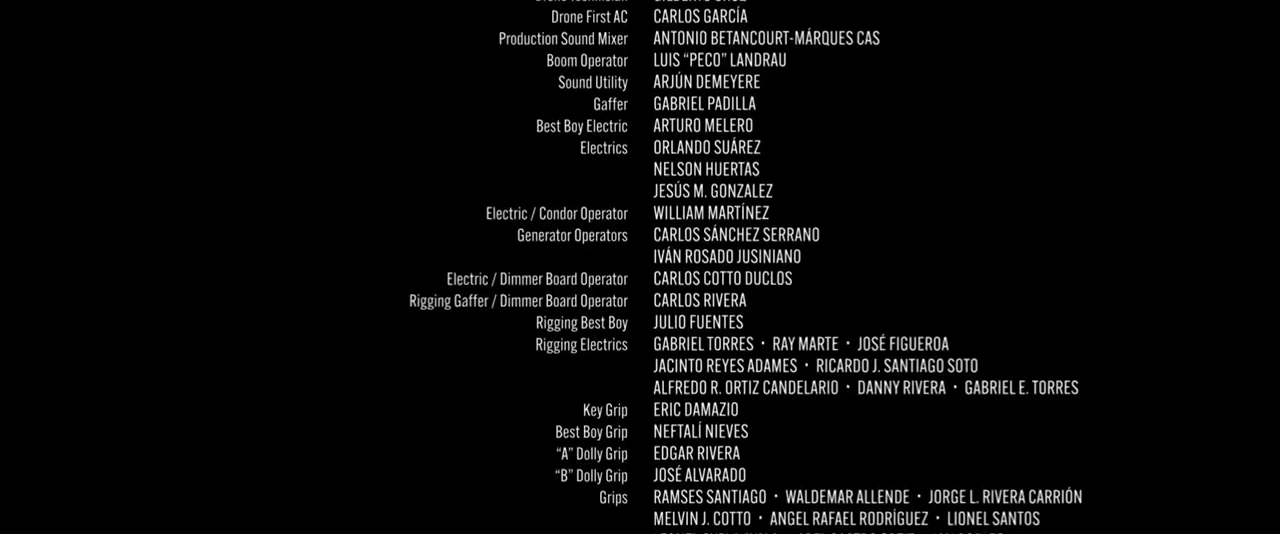 Drone First AC CARLOS GARCÍA
Production Sound Mixer ANTONIO BETANCOURT-MÁRQUES CAS
Boom Operator LUIS “PECO” LANDRAU
Sound Utility ARJÚN DEMEYERE
Gaffer GABRIEL PADILLA
Best Boy Electric ARTURO MELERO
Electrics ORLANDO SUÁREZ
NELSON HUERTAS
JESÚS M. GONZALEZ
Electric / Condor Operator WILLIAM MARTÍNEZ
Generator Operators CARLOS SÁNCHEZ SERRANO
IVÁN ROSADO JUSINIANO
Electric / Dimmer Board Operator CARLOS COTTO DUCLOS
Rigging Gaffer / Dimmer Board Operator CARLOS RIVERA
Rigging Best Boy JULIO FUENTES
Rigging Electrics GABRIEL TORRES • RAY MARTE • JOSÉ FIGUEROA
JACINTO REYES ADAMES • RICARDO J. SANTIAGO SOTO
ALFREDO R. ORTIZ CANDELARIO • DANNY RIVERA • GABRIEL E. TORRES
Key Grip ERIC DAMAZIO
Best Boy Grip NEFTALÍ NIEVES
“A” Dolly Grip EDGAR RIVERA
“B” Dolly Grip JOSÉ ALVARADO
Grips RAMSES SANTIAGO • WALDEMAR ALLENDE • JORGE L. RIVERA CARRIÓN
MELVIN J. COTTO • ANGEL RAFAEL RODRÍGUEZ • LIONEL SANTOS